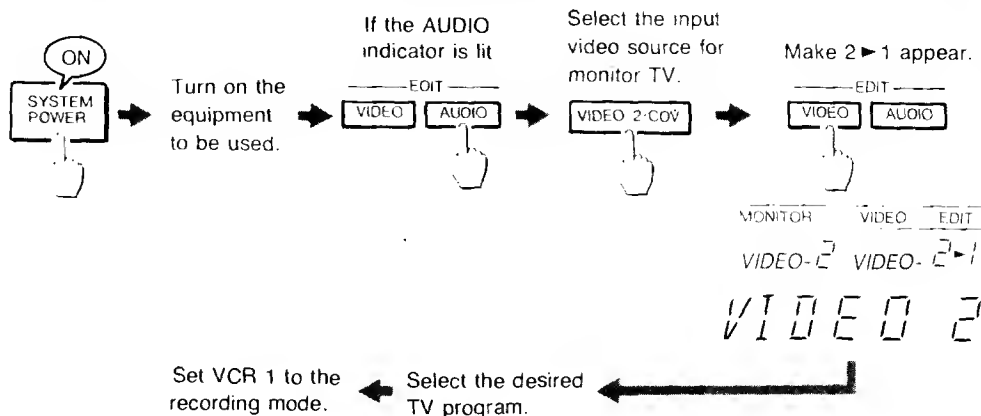 ON
SYSTEM
POWER
Turn on the
equipment
to be used.
If the AUDIO
indicator is lit
EDIT
VIDEO AUDIO
Select the input
video source for
monitor TV.
VIDEO 2·CDV
Make 2►1 appear.
EDIT
VIDEO AUDIO
MONITOR VIDEO EDIT
VIDEO-2 VIDEO- 2►1
VIDEO 2
Select the desired
TV program.
Set VCR 1 to the
recording mode.